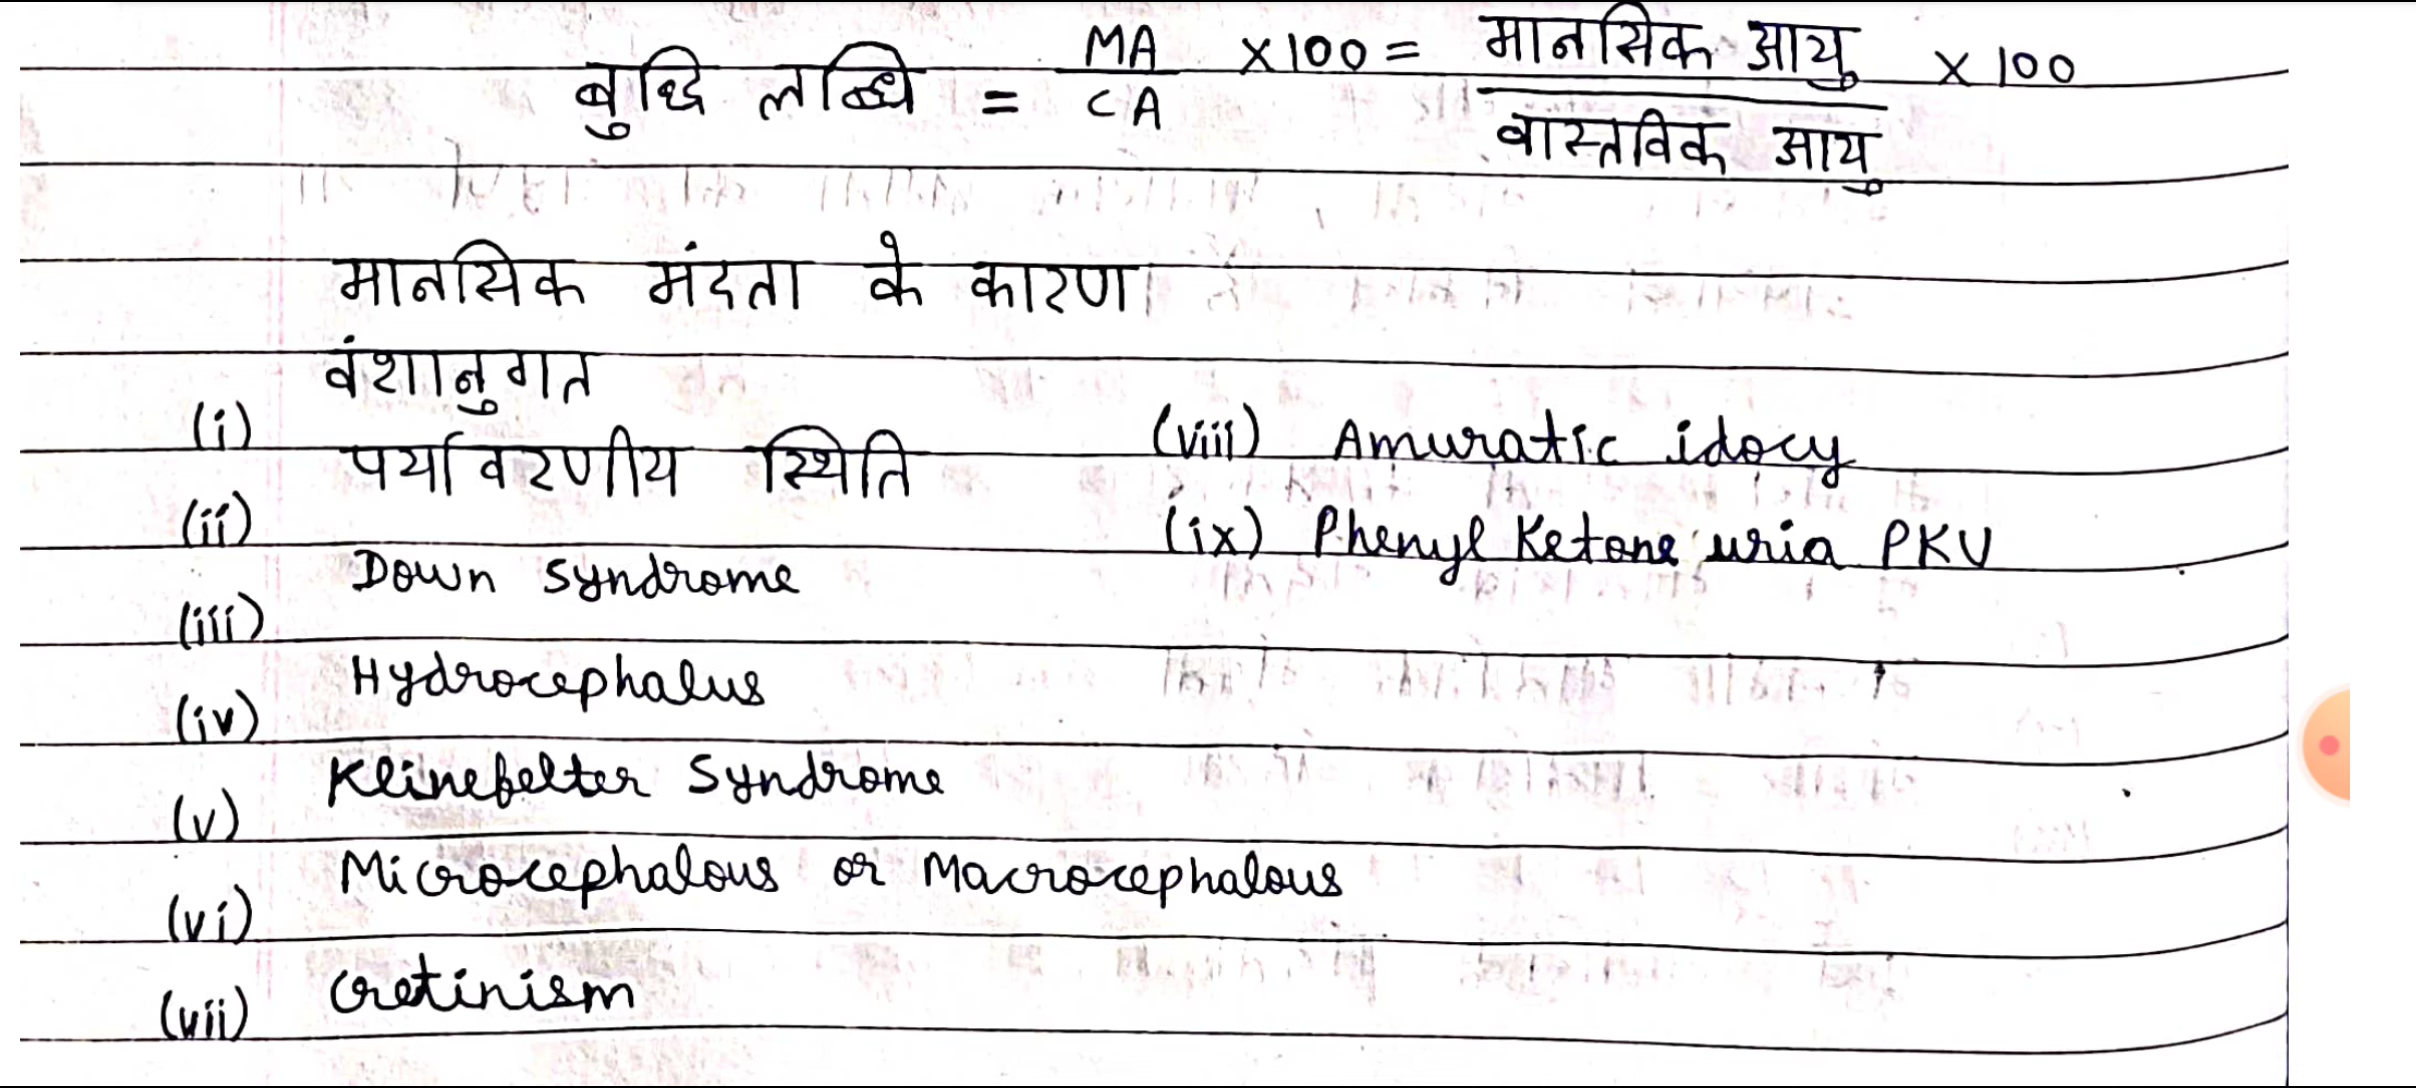 बुद्धि लब्धि = MA/CA ×100 = मानसिक आयु/वास्तविक आयु × 100
मानसिक मंदता के कारण
(i) वंशानुगत
(ii) पर्यावरणीय स्थिति
(iii) Down syndrome
(iv) Hydrocephalus
(v) Klinefelter Syndrome
(vi) Microcephalous or Macrocephalous
(vii) Cretinism
(viii) Amuratic idocy
(ix) Phenyl Ketone uria PKU